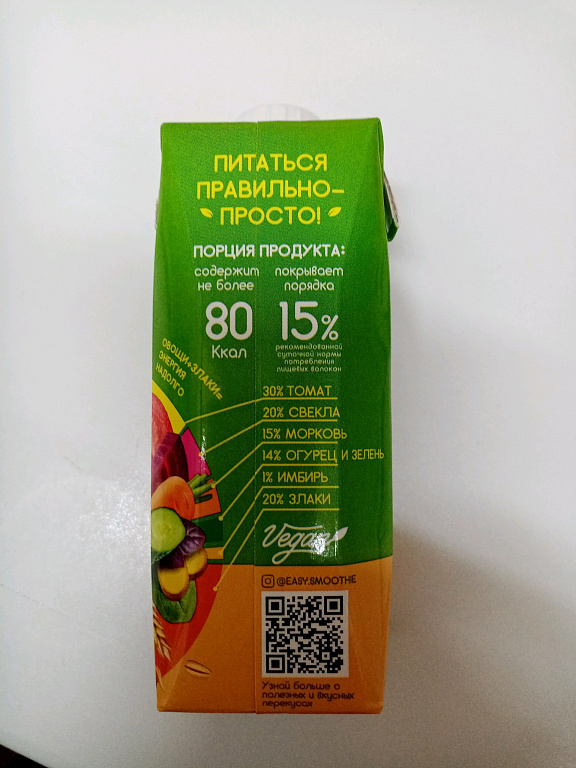 ПИТАТЬСЯ
ПРАВИЛЬНО-
ПРОСТО!
ПОРЦИЯ ПРОДУКТА:
содержит
не более
80
Ккал
покрывает
порядка
15%
рекомендованной
суточной нормы
потребления
пищевых волокон
ОВОЩИ+ЗЛАКИ=
ЭНЕРГИЯ
НАДОЛГО
30% ТОМАТ
20% СВЕКЛА
15% МОРКОВЬ
14% ОГУРЕЦ И ЗЕЛЕНЬ
1% ИМБИРЬ
20% ЗЛАКИ
Vegan
@EASY.SMOOTHIE
Узнай больше о
полезных и вкусных
перекусах